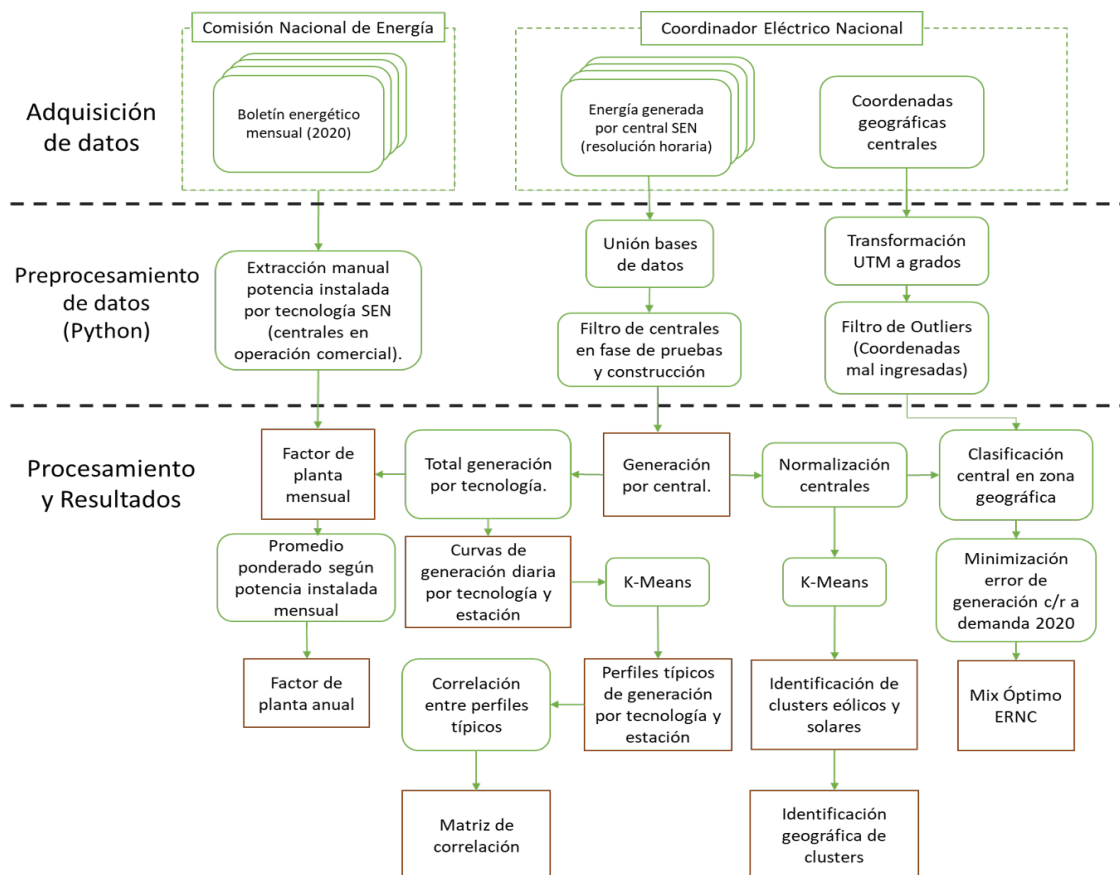 Comisión Nacional de Energía
Coordinador Eléctrico Nacional
Adquisición
de datos
Boletín energético
mensual (2020)
Energía generada
por central SEN
(resolución horaria)
Coordenadas
geográficas
centrales
Preprocesamiento
de datos
(Python)
Extracción manual
potencia instalada
por tecnología SEN
(centrales en
operación comercial).
Unión bases
de datos
Filtro de centrales
en fase de pruebas
y construcción
Transformación
UTM a grados
Filtro de Outliers
(Coordenadas
mal ingresadas)
Procesamiento
y Resultados
Factor de
planta
mensual
Total generación
por tecnología.
Generación
por central.
Normalización
centrales
Clasificación
central en zona
geográfica
Promedio
ponderado según
potencia instalada
mensual
Curvas de
generación diaria
por tecnología y
estación
K-Means
K-Means
Minimización
error de
generación c/r a
demanda 2020
Factor de
planta anual
Correlación
entre perfiles
típicos
Perfiles típicos
de generación
por tecnología y
estación
Identificación de
clusters eólicos y
solares
Mix Óptimo
ERNC
Matriz de
correlación
Identificación
geográfica de
clusters